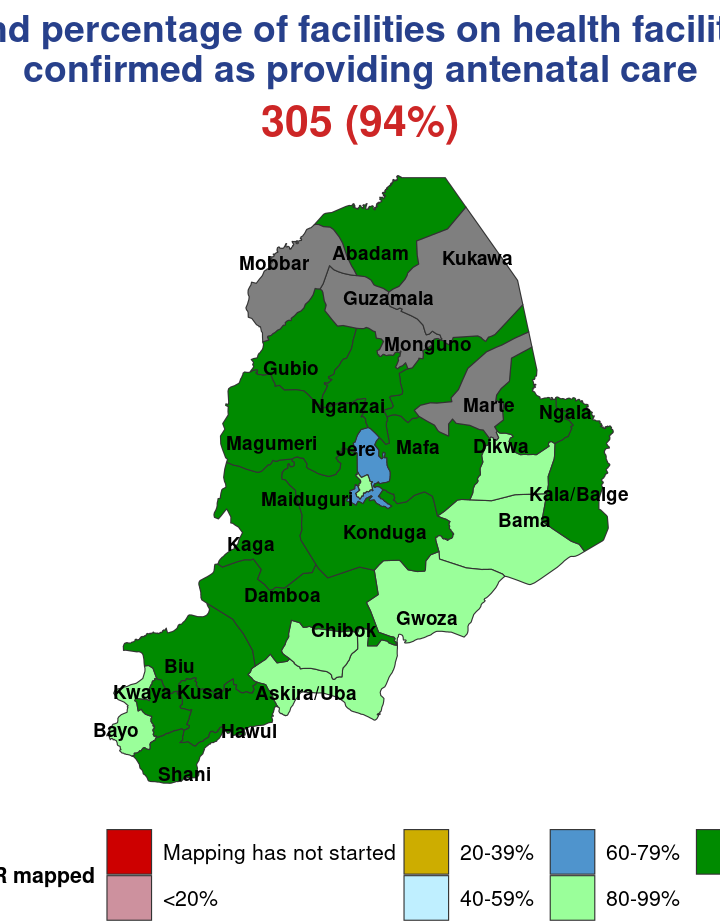 nd percentage of facilities on health facilit
confirmed as providing antenatal care
305 (94%)
Abadam
Mobbar
Kukawa
Guzamala
Monguno
Gubio
Nganzai
Marte
Ngala
Magumeri
Jere
Mafa
Dikwa
Maiduguri
Kala/Balge
Bama
Konduga
Kaga
Damboa
Gwoza
Chibok
Biu
Kwaya Kusar
Askira/Uba
Bayo
Hawul
Shani
R mapped
Mapping has not started
20-39%
60-79%
<20%
40-59%
80-99%